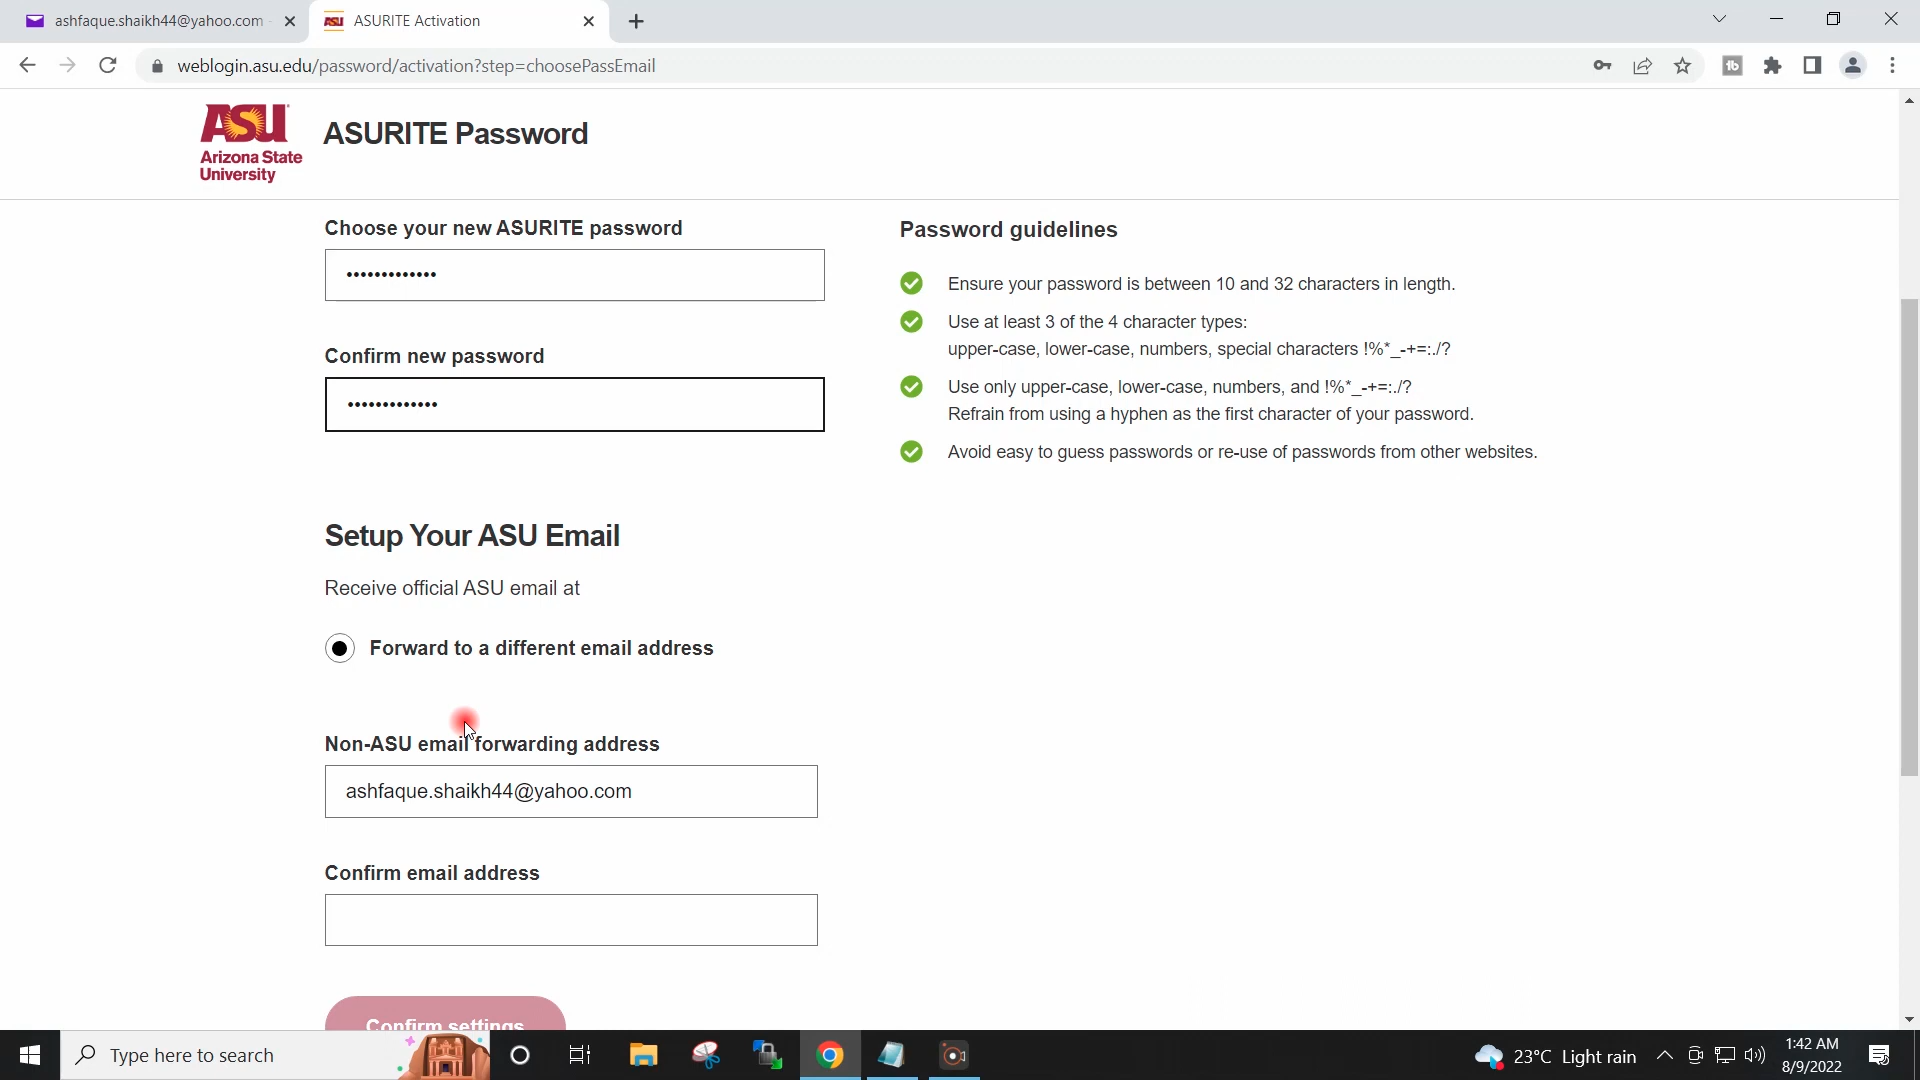 ashfaque.shaikh44@yahoo.com
ASURITE Activation
weblogin.asu.edu/password/activation?step=choosePassEmail
ASU
Arizona State
University
ASURITE Password
Choose your new ASURITE password
•••••••••••••
Confirm new password
•••••••••••••
Password guidelines
Ensure your password is between 10 and 32 characters in length.
Use at least 3 of the 4 character types:
upper-case, lower-case, numbers, special characters !%*_-+=:./?
Use only upper-case, lower-case, numbers, and !%*_-+=:./?
Refrain from using a hyphen as the first character of your password.
Avoid easy to guess passwords or re-use of passwords from other websites.
Setup Your ASU Email
Receive official ASU email at
Forward to a different email address
Non-ASU email forwarding address
ashfaque.shaikh44@yahoo.com
Confirm email address
Confirm settings
Type here to search
23°C Light rain
1:42 AM
8/9/2022